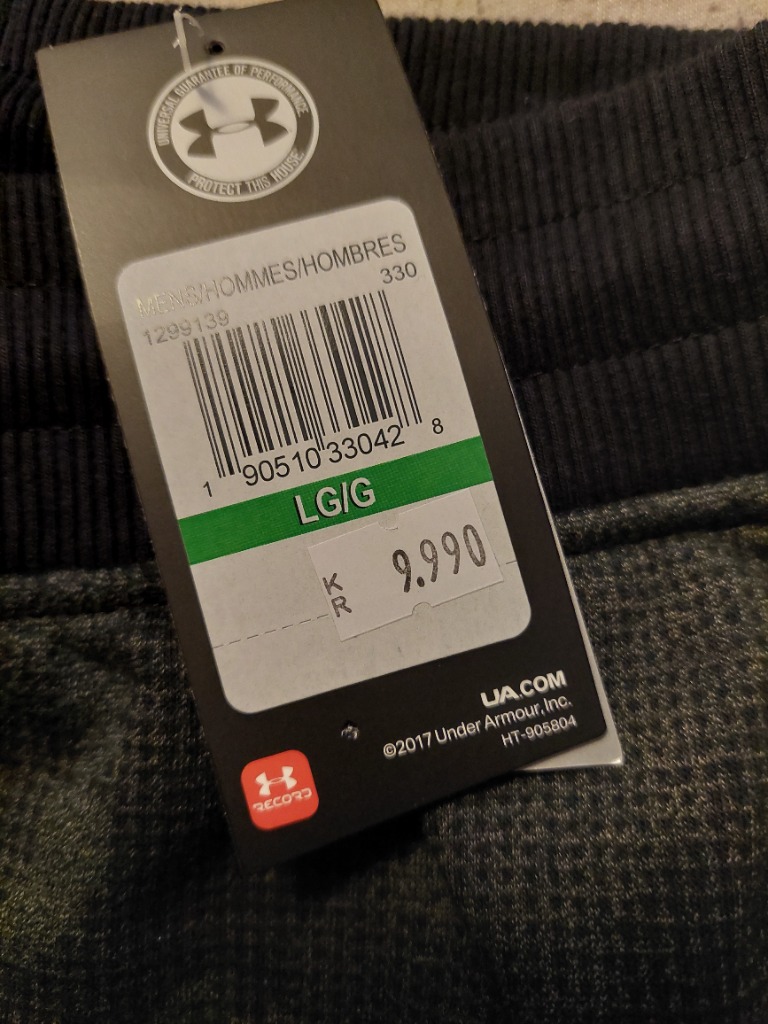 UNIVERSAL GUARANTEE OF PERFORMANCE
PROTECT THIS HOUSE
MENS/HOMMES/HOMBRES
1299139
330
1 90510 33042 8
LG/G
KR 9.990
UA.COM
©2017 Under Armour, Inc.
HT-905804
RECORD